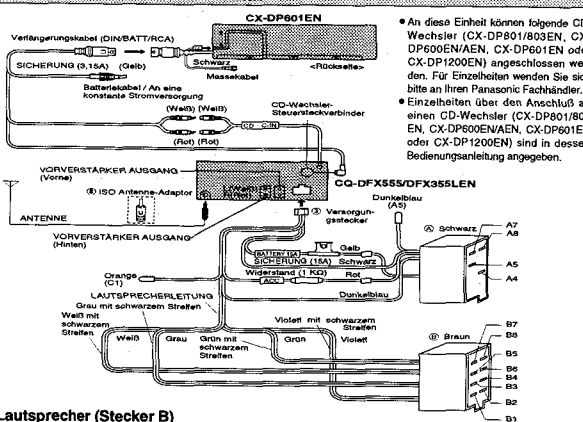 CX-DP601EN
Verlängerungskabel (DIN/BATT/RCA)
SICHERUNG (3,15A) (Gelb)
Schwarz
Massekabel
<Rückseite>
Batteriekabel / An eine
konstante Stromversorgung
(Weiß) (Weiß)
(Rot) (Rot)
CD C-IN
CD-Wechsler-
Steuersteckverbinder
• An diese Einheit können folgende CD
Wechsler (CX-DP801/803EN, CX
DP600EN/AEN, CX-DP601EN od
CX-DP1200EN) angeschlossen we
den. Für Einzelheiten wenden Sie sic
bitte an Ihren Panasonic Fachhändler.
• Einzelheiten über den Anschluß a
einen CD-Wechsler (CX-DP801/80
EN, CX-DP600EN/AEN, CX-DP601E
oder CX-DP1200EN) sind in desse
Bedienungsanleitung angegeben.
VORVERSTÄRKER AUSGANG
(Vorne)
ISO Antenne-Adaptor
ANTENNE
VORVERSTÄRKER AUSGANG
(Hinten)
CQ-DFX555/DFX355LEN
Dunkelblau
(A5)
Versorgun-
gsstecker
Ⓐ Schwarz
A7
A8
A5
A4
BATTERY 15A
Gelb
SICHERUNG (15A) Schwarz
Widerstand (1 KΩ)
ACC
Rot
Dunkelblau
Orange
(C1)
LAUTSPRECHERLEITUNG
Grau mit schwarzem Streifen
Weiß mit
schwarzem
Streifen
Weiß
Grau
Grün mit
schwarzem
Streifen
Grün
Violett mit schwarzem
Streifen
Violett
Ⓑ Braun
B7
B8
B5
B6
B4
B3
B2
B1
Lautsprecher (Stecker B)